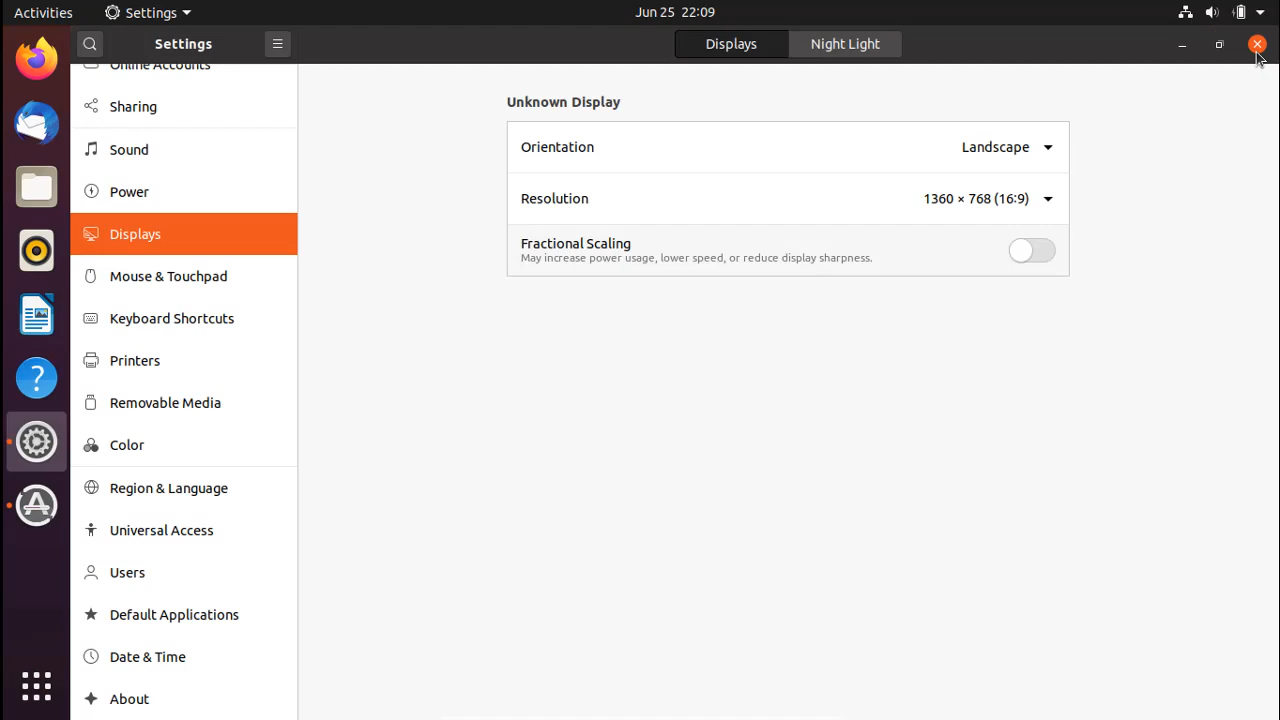 Activities
Settings
Jun 25 22:09
Settings
Displays
Night Light
Online Accounts
Sharing
Sound
Power
Displays
Mouse & Touchpad
Keyboard Shortcuts
Printers
Removable Media
Color
Region & Language
Universal Access
Users
Default Applications
Date & Time
About
Unknown Display
Orientation
Landscape
Resolution
1360 × 768 (16:9)
Fractional Scaling
May increase power usage, lower speed, or reduce display sharpness.